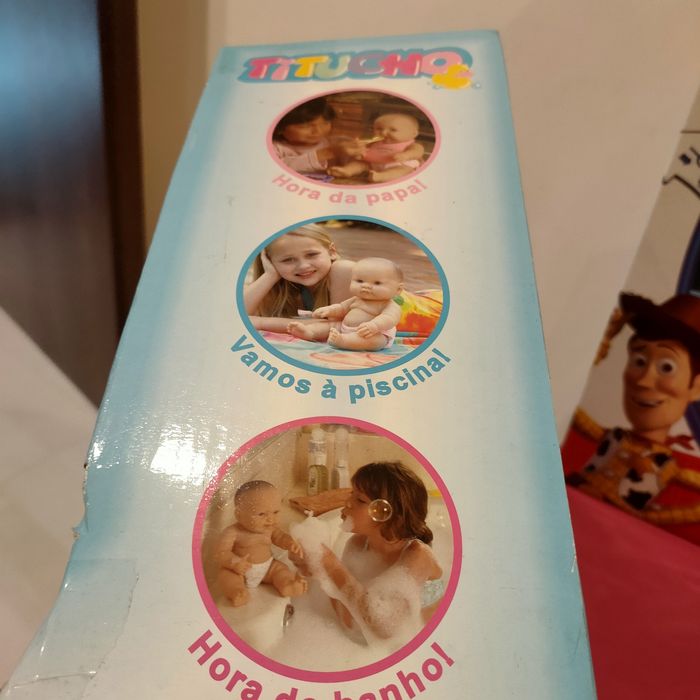 TITUCHO
Hora da papa!
Vamos à piscina!
Hora do banho!